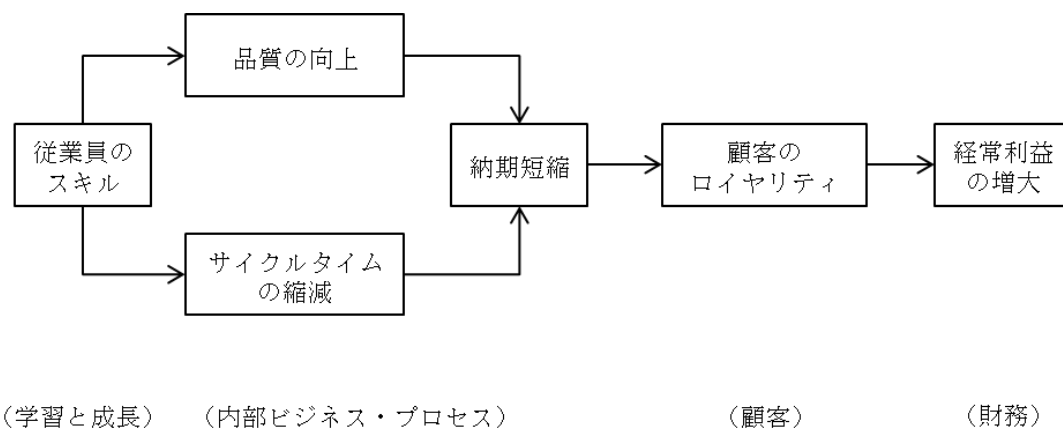 品質の向上
従業員の
スキル
納期短縮
顧客の
ロイヤリティ
経常利益
の増大
サイクルタイム
の縮減
（学習と成長）
（内部ビジネス・プロセス）
（顧客）
（財務）